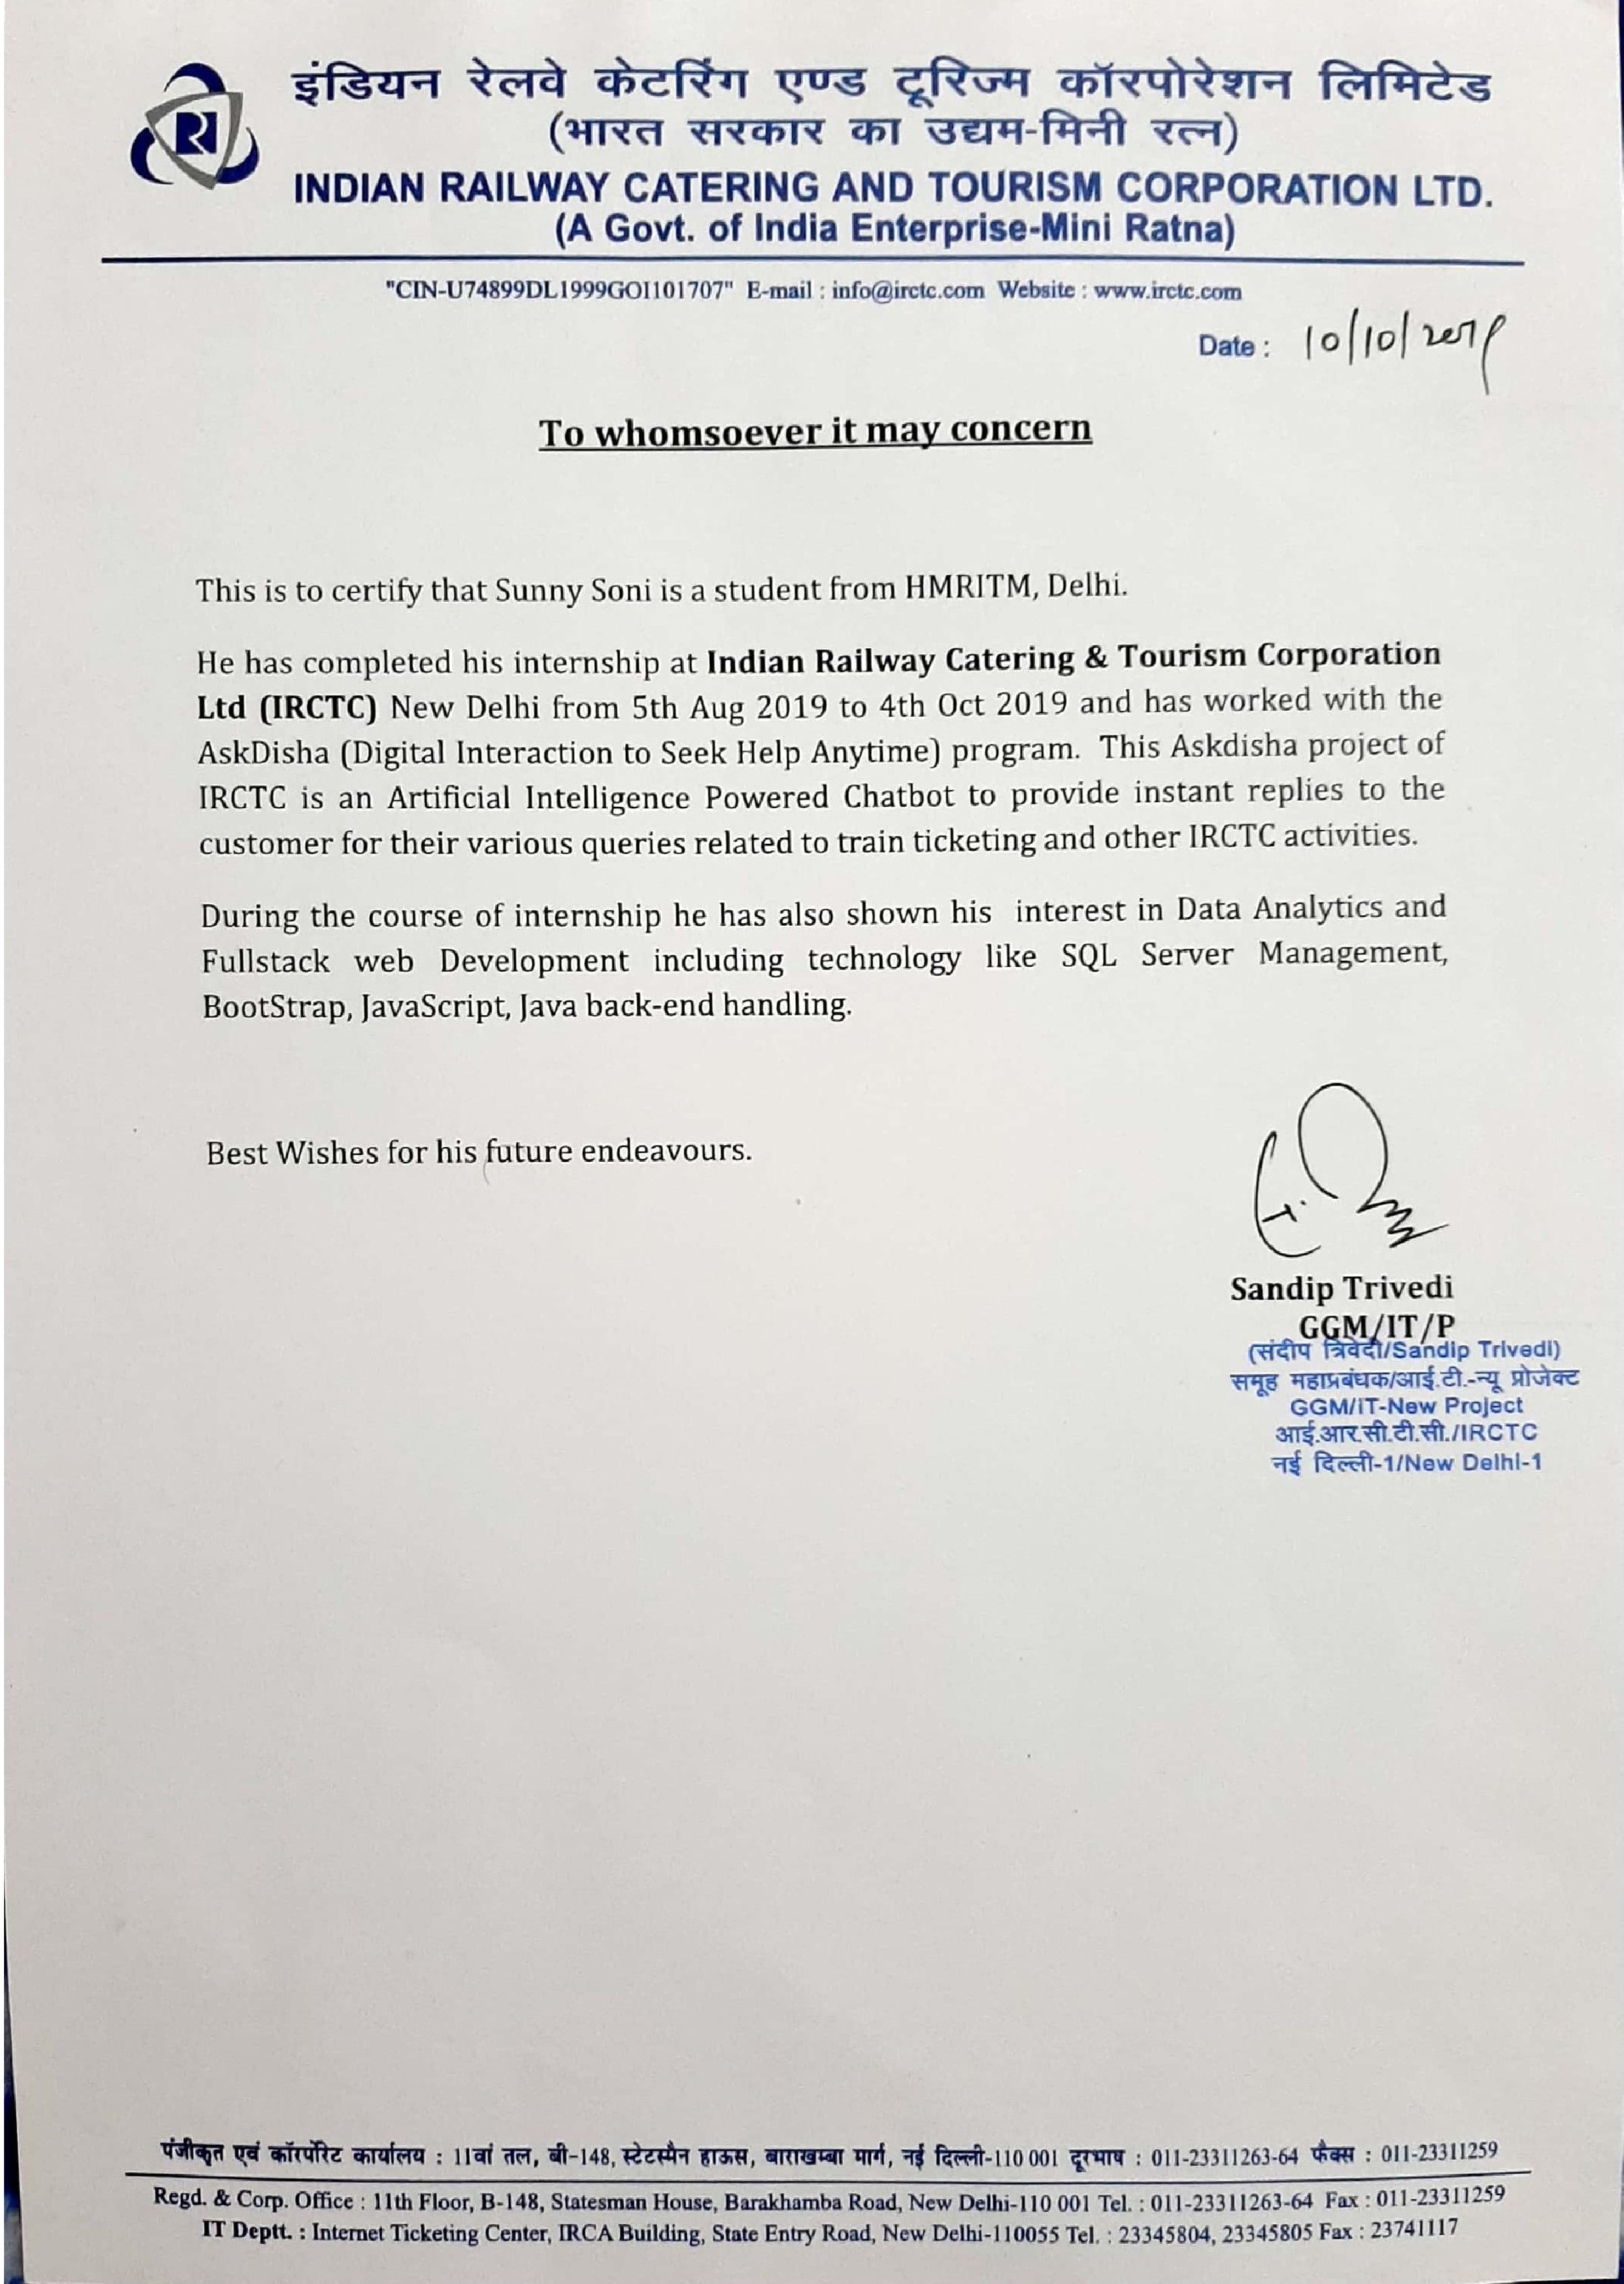 इंडियन रेलवे केटरिंग एण्ड टूरिज्म कॉरपोरेशन लिमिटेड
(भारत सरकार का उद्यम-मिनी रत्न)
INDIAN RAILWAY CATERING AND TOURISM CORPORATION LTD.
(A Govt. of India Enterprise-Mini Ratna)
"CIN-U74899DL1999GOI101707" E-mail : info@irctc.com Website : www.irctc.com
Date : 10/10/2019
To whomsoever it may concern
This is to certify that Sunny Soni is a student from HMRITM, Delhi.
He has completed his internship at Indian Railway Catering & Tourism Corporation
Ltd (IRCTC) New Delhi from 5th Aug 2019 to 4th Oct 2019 and has worked with the
AskDisha (Digital Interaction to Seek Help Anytime) program. This Askdisha project of
IRCTC is an Artificial Intelligence Powered Chatbot to provide instant replies to the
customer for their various queries related to train ticketing and other IRCTC activities.
During the course of internship he has also shown his interest in Data Analytics and
Fullstack web Development including technology like SQL Server Management,
BootStrap, JavaScript, Java back-end handling.
Best Wishes for his future endeavours.
Sandip Trivedi
GGM/IT/P
(संदीप त्रिवेदी/Sandip Trivedi)
समूह महाप्रबंधक/आई.टी.-न्यू प्रोजेक्ट
GGM/IT-New Project
आई.आर.सी.टी.सी./IRCTC
नई दिल्ली-1/New Delhi-1
पंजीकृत एवं कॉरपोरेट कार्यालय : 11वां तल, बी-148, स्टेटस्मैन हाऊस, बाराखम्बा मार्ग, नई दिल्ली-110 001 दूरभाष : 011-23311263-64 फैक्स : 011-23311259
Regd. & Corp. Office : 11th Floor, B-148, Statesman House, Barakhamba Road, New Delhi-110 001 Tel. : 011-23311263-64 Fax : 011-23311259
IT Deptt. : Internet Ticketing Center, IRCA Building, State Entry Road, New Delhi-110055 Tel. : 23345804, 23345805 Fax : 23741117